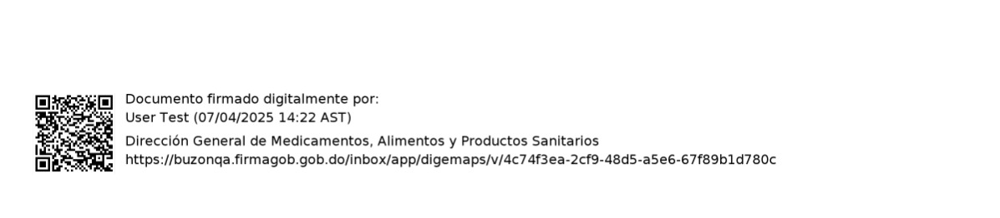 Documento firmado digitalmente por:
User Test (07/04/2025 14:22 AST)
Dirección General de Medicamentos, Alimentos y Productos Sanitarios
https://buzonqa.firmagob.gob.do/inbox/app/digemaps/v/4c74f3ea-2cf9-48d5-a5e6-67f89b1d780c